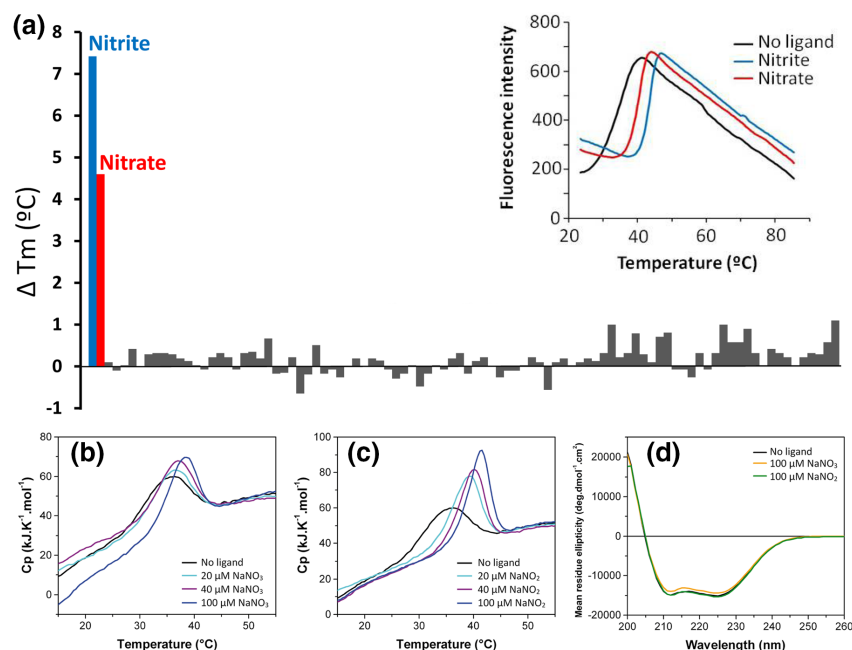 (a)
Δ Tm (ºC)
8
7
6
5
4
3
2
1
0
-1
Nitrite
Nitrate
Fluorescence intensity
800
600
400
200
0
20 40 60 80
Temperature (ºC)
No ligand
Nitrite
Nitrate
(b)
Cp (kJ.K⁻¹.mol⁻¹)
80
60
40
20
0
20 30 40 50
Temperature (°C)
No ligand
20 µM NaNO₃
40 µM NaNO₃
100 µM NaNO₃
(c)
Cp (kJ.K⁻¹.mol⁻¹)
100
80
60
40
20
0
20 30 40 50
Temperature (°C)
No ligand
20 µM NaNO₂
40 µM NaNO₂
100 µM NaNO₂
(d)
Mean residue ellipticity (deg.dmol⁻¹.cm²)
20000
10000
0
-10000
-20000
200 210 220 230 240 250 260
Wavelength (nm)
No ligand
100 µM NaNO₃
100 µM NaNO₂